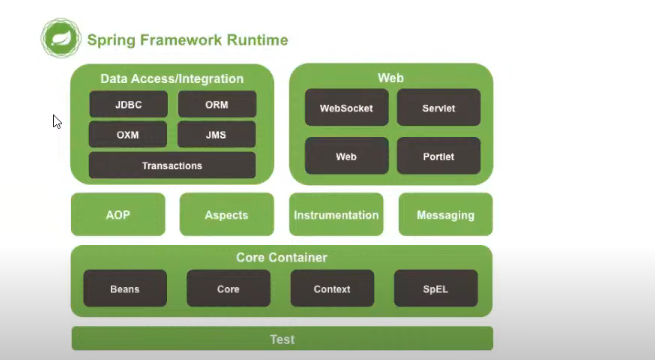 Spring Framework Runtime
Data Access/Integration
JDBC
ORM
OXM
JMS
Transactions
Web
WebSocket
Servlet
Web
Portlet
AOP
Aspects
Instrumentation
Messaging
Core Container
Beans
Core
Context
SpEL
Test